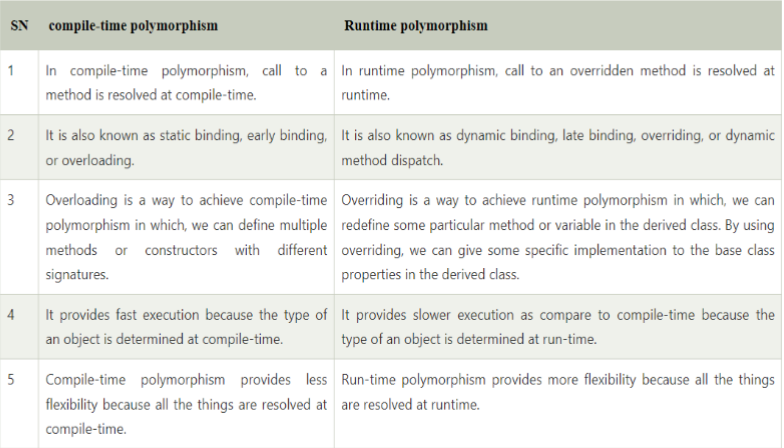 SN compile-time polymorphism Runtime polymorphism
1 In compile-time polymorphism, call to a
method is resolved at compile-time.
In runtime polymorphism, call to an overridden method is resolved at
runtime.
2 It is also known as static binding, early binding,
or overloading.
It is also known as dynamic binding, late binding, overriding, or dynamic
method dispatch.
3 Overloading is a way to achieve compile-time
polymorphism in which, we can define multiple
methods or constructors with different
signatures.
Overriding is a way to achieve runtime polymorphism in which, we can
redefine some particular method or variable in the derived class. By using
overriding, we can give some specific implementation to the base class
properties in the derived class.
4 It provides fast execution because the type of
an object is determined at compile-time.
It provides slower execution as compare to compile-time because the
type of an object is determined at run-time.
5 Compile-time polymorphism provides less
flexibility because all the things are resolved at
compile-time.
Run-time polymorphism provides more flexibility because all the things
are resolved at runtime.